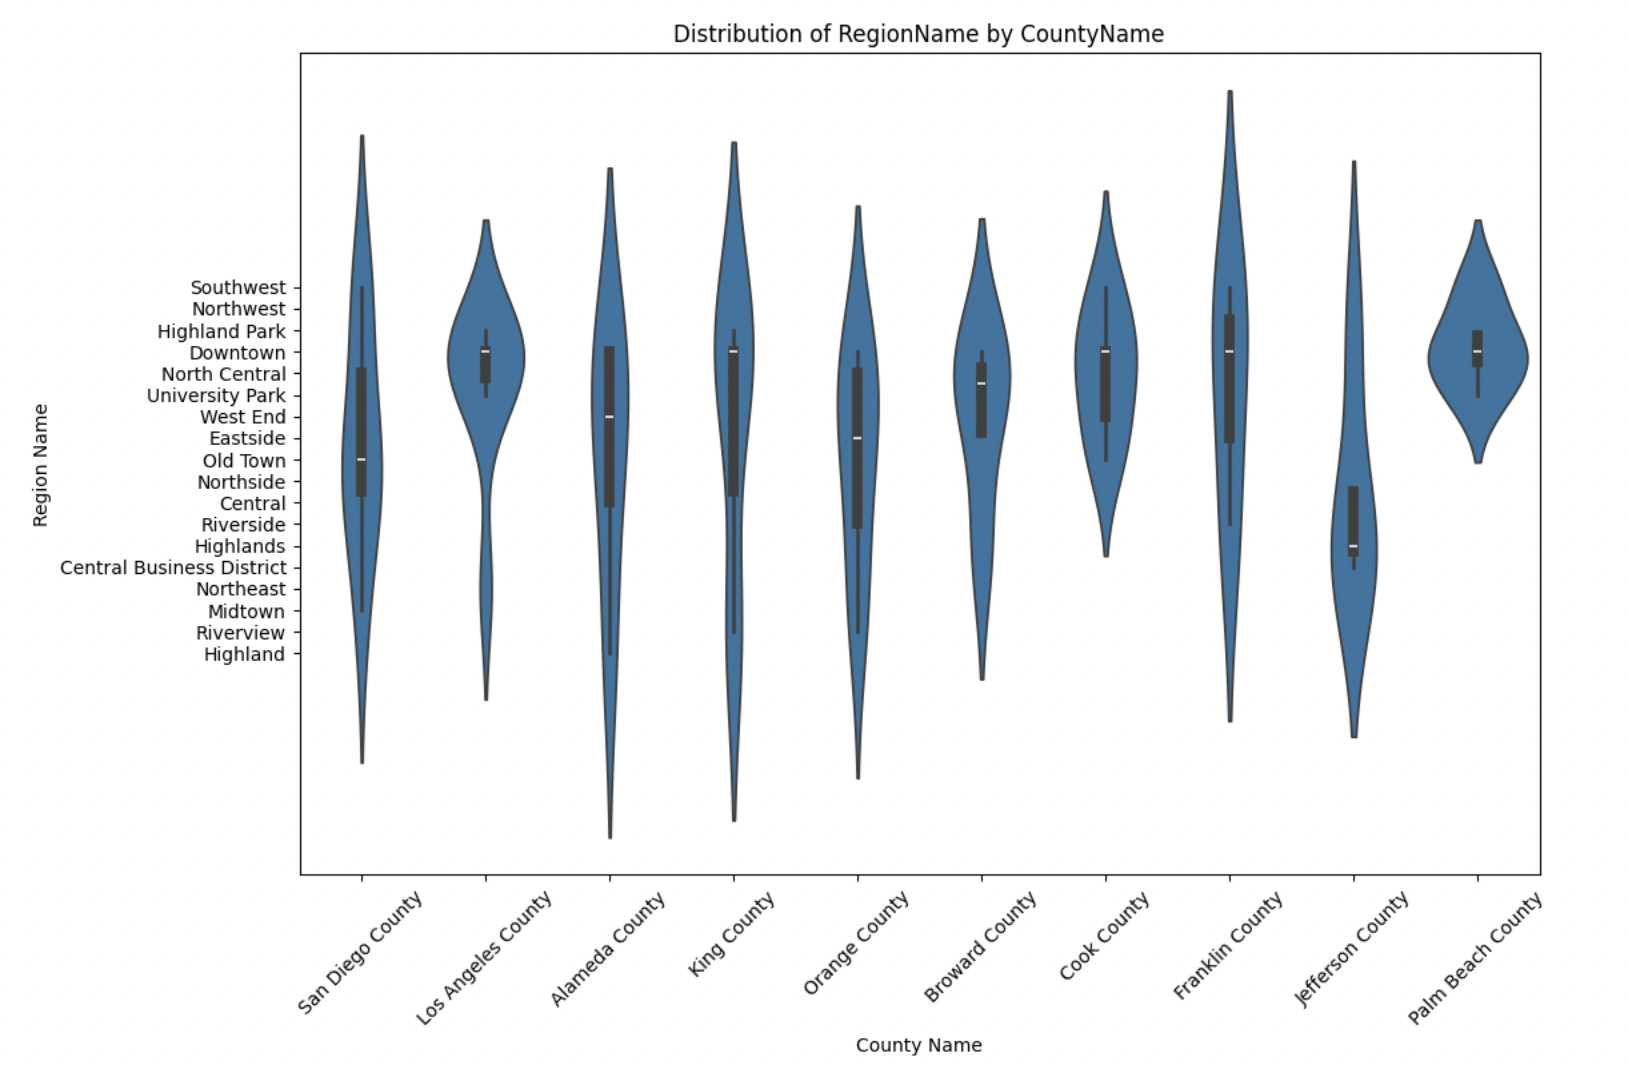 Distribution of RegionName by CountyName
Region Name
Southwest
Northwest
Highland Park
Downtown
North Central
University Park
West End
Eastside
Old Town
Northside
Central
Riverside
Highlands
Central Business District
Northeast
Midtown
Riverview
Highland
San Diego County
Los Angeles County
Alameda County
King County
Orange County
Broward County
Cook County
Franklin County
Jefferson County
Palm Beach County
County Name